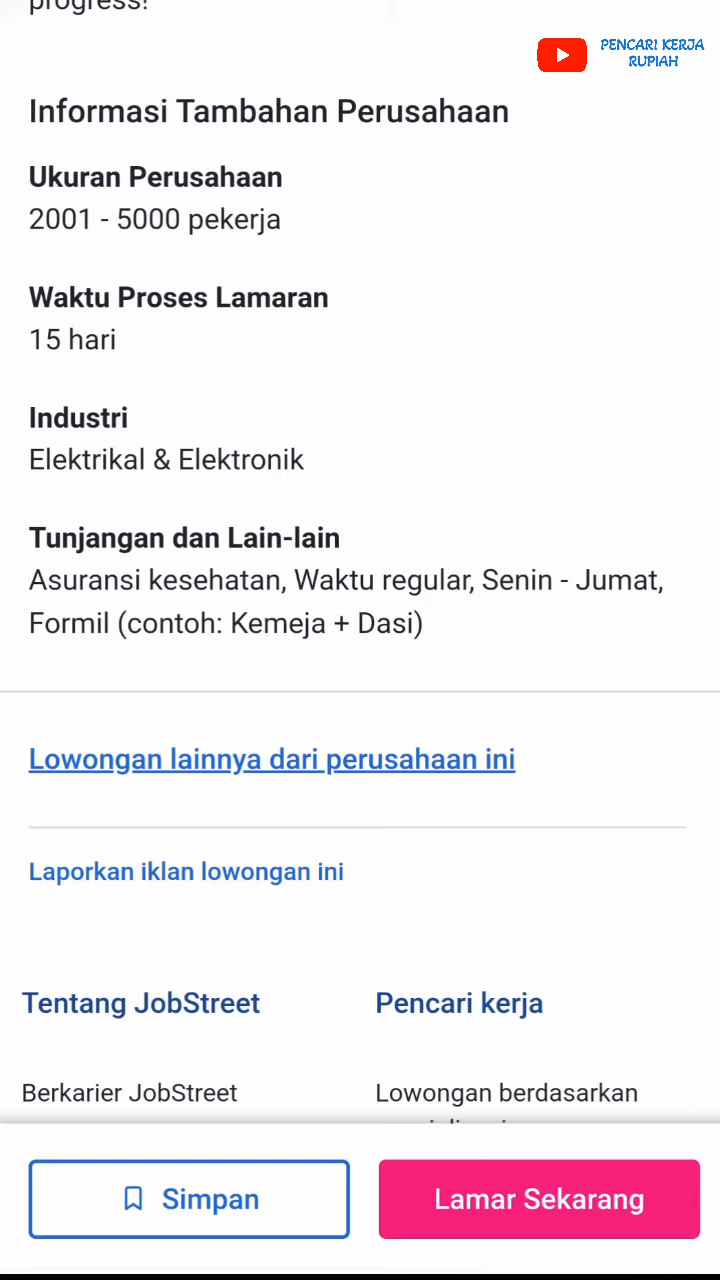 progress!
PENCARI KERJA
RUPIAH
Informasi Tambahan Perusahaan
Ukuran Perusahaan
2001 - 5000 pekerja
Waktu Proses Lamaran
15 hari
Industri
Elektrikal & Elektronik
Tunjangan dan Lain-lain
Asuransi kesehatan, Waktu regular, Senin - Jumat,
Formil (contoh: Kemeja + Dasi)
Lowongan lainnya dari perusahaan ini
Laporkan iklan lowongan ini
Tentang JobStreet
Pencari kerja
Berkarier JobStreet
Lowongan berdasarkan
Simpan
Lamar Sekarang